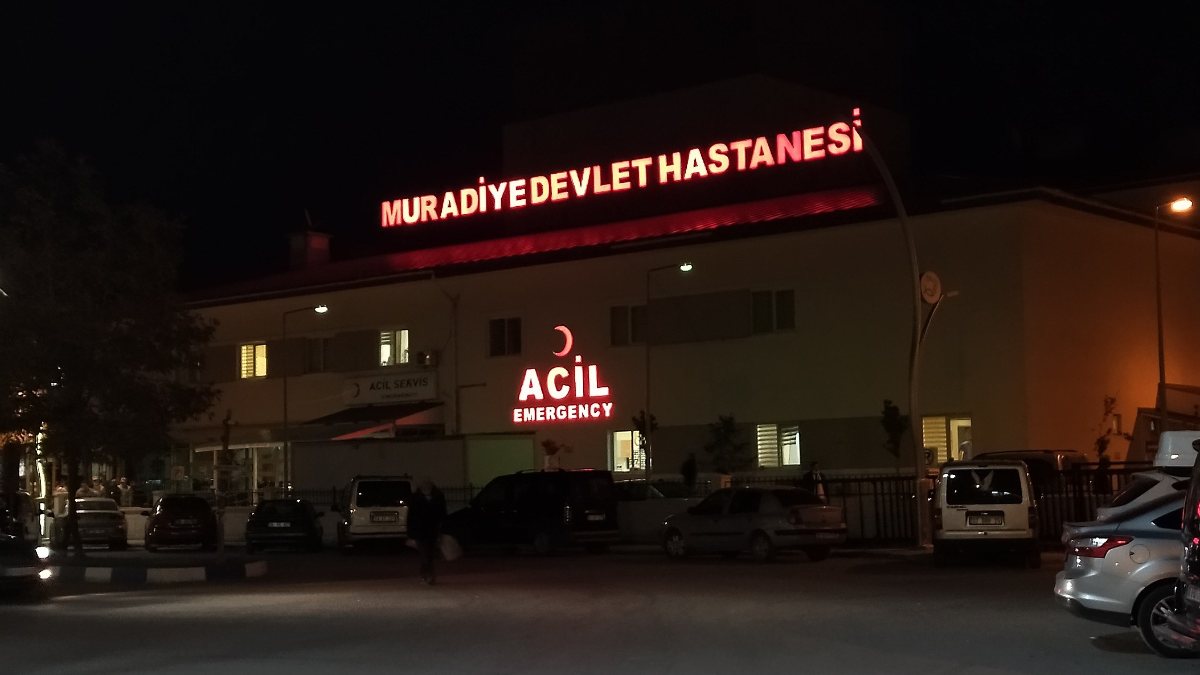 MURADİYE DEVLET HASTANESİ
ACİL
EMERGENCY
ACİL SERVİS